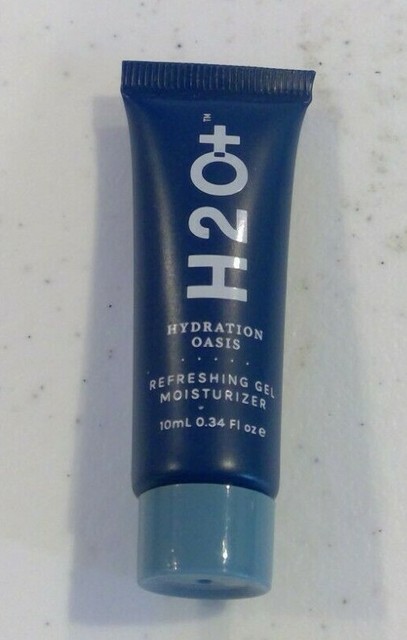 H2O+™
HYDRATION
OASIS
REFRESHING GEL
MOISTURIZER
10mL 0.34 Fl oz ℮